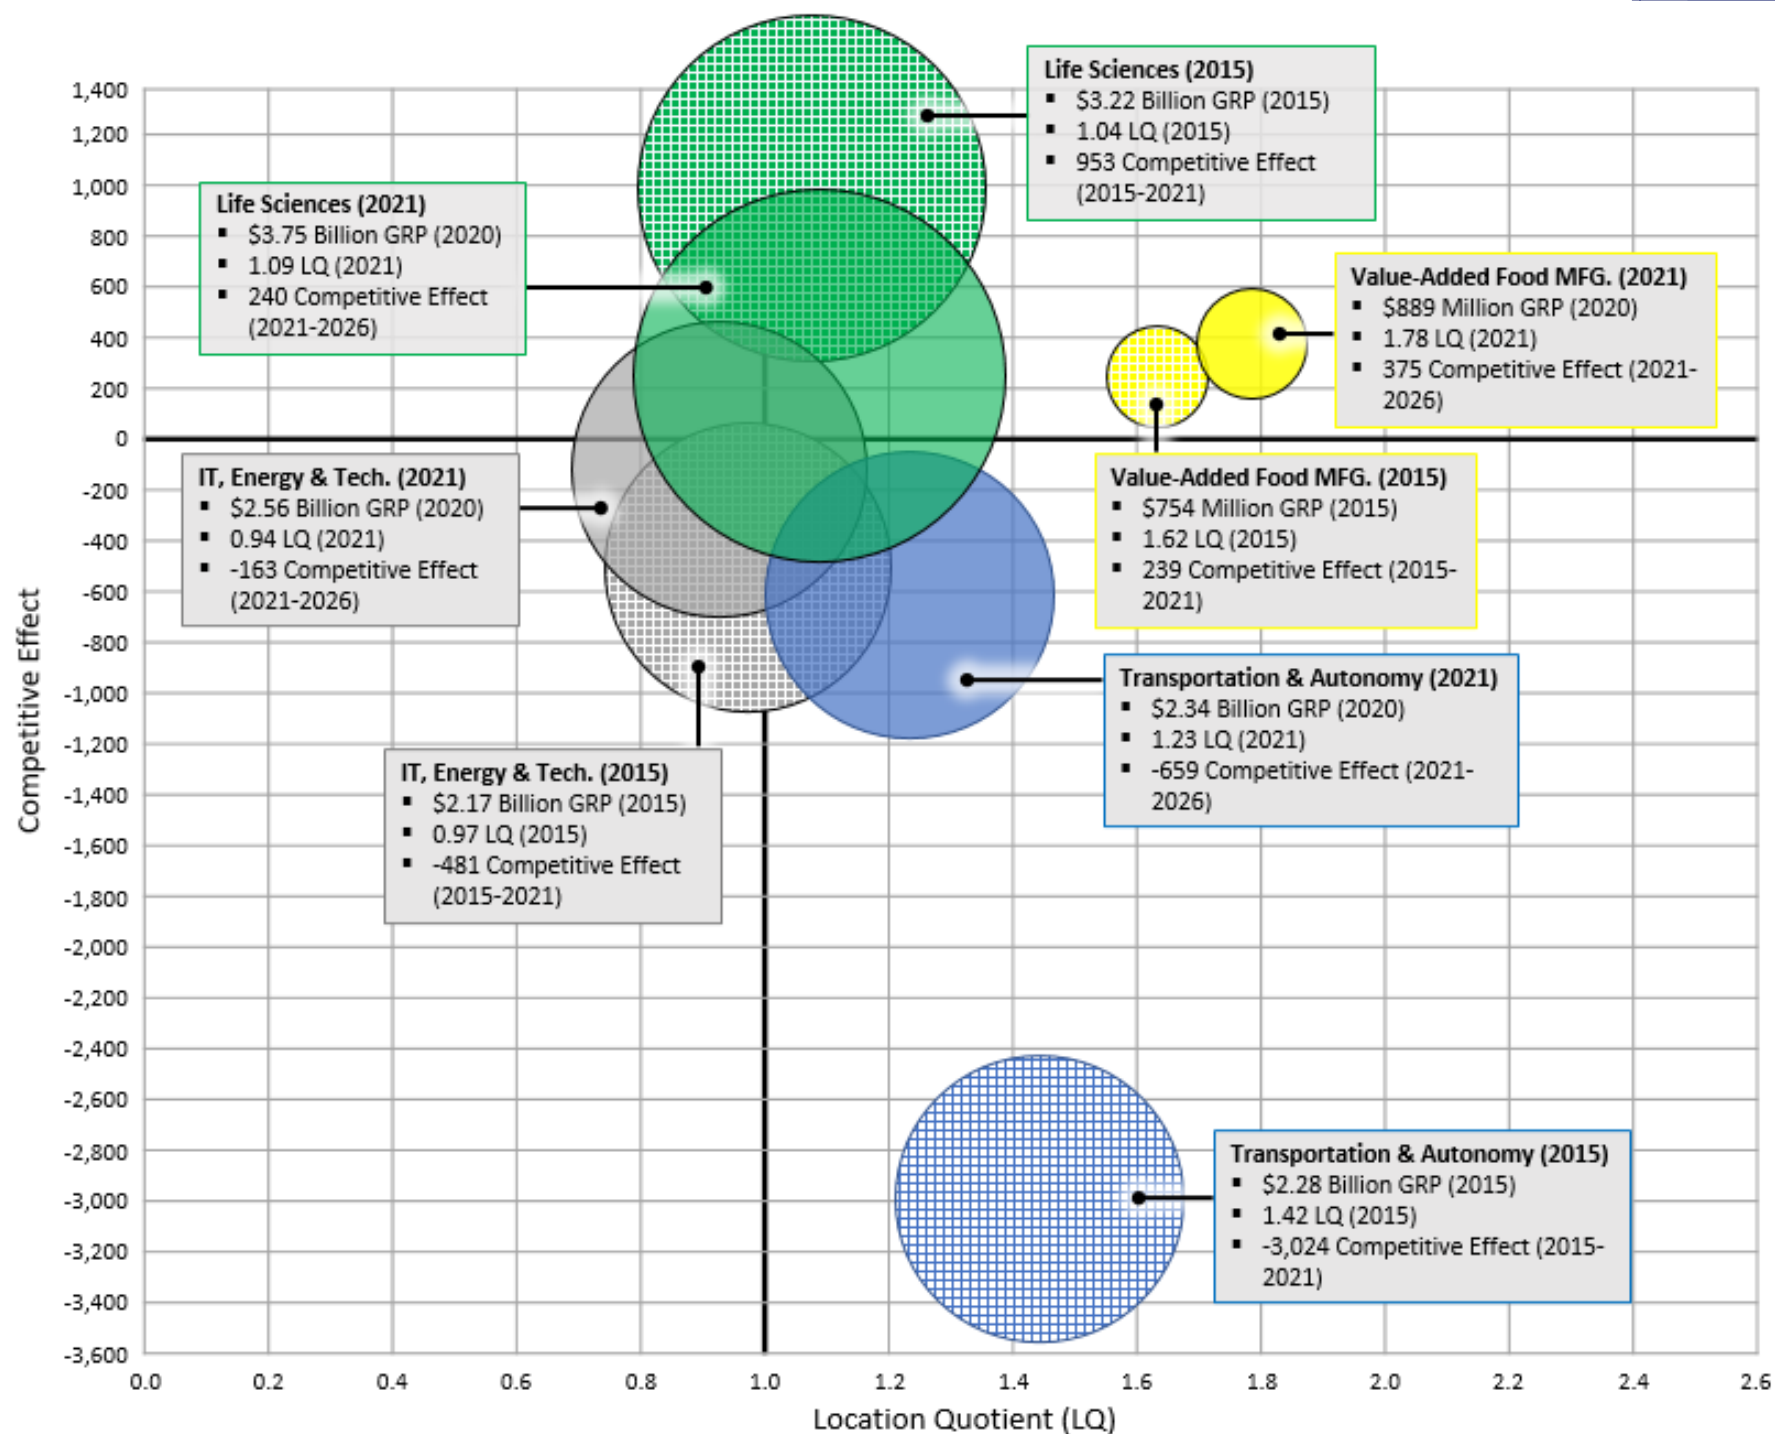 Life Sciences (2015)
▪ $3.22 Billion GRP (2015)
▪ 1.04 LQ (2015)
▪ 953 Competitive Effect
(2015-2021)
Life Sciences (2021)
▪ $3.75 Billion GRP (2020)
▪ 1.09 LQ (2021)
▪ 240 Competitive Effect
(2021-2026)
Value-Added Food MFG. (2021)
▪ $889 Million GRP (2020)
▪ 1.78 LQ (2021)
▪ 375 Competitive Effect (2021-
2026)
IT, Energy & Tech. (2021)
▪ $2.56 Billion GRP (2020)
▪ 0.94 LQ (2021)
▪ -163 Competitive Effect
(2021-2026)
Value-Added Food MFG. (2015)
▪ $754 Million GRP (2015)
▪ 1.62 LQ (2015)
▪ 239 Competitive Effect (2015-
2021)
Transportation & Autonomy (2021)
▪ $2.34 Billion GRP (2020)
▪ 1.23 LQ (2021)
▪ -659 Competitive Effect (2021-
2026)
IT, Energy & Tech. (2015)
▪ $2.17 Billion GRP (2015)
▪ 0.97 LQ (2015)
▪ -481 Competitive Effect
(2015-2021)
Transportation & Autonomy (2015)
▪ $2.28 Billion GRP (2015)
▪ 1.42 LQ (2015)
▪ -3,024 Competitive Effect (2015-
2021)
Competitive Effect
1,400
1,200
1,000
800
600
400
200
0
-200
-400
-600
-800
-1,000
-1,200
-1,400
-1,600
-1,800
-2,000
-2,200
-2,400
-2,600
-2,800
-3,000
-3,200
-3,400
-3,600
0.0 0.2 0.4 0.6 0.8 1.0 1.2 1.4 1.6 1.8 2.0 2.2 2.4 2.6
Location Quotient (LQ)